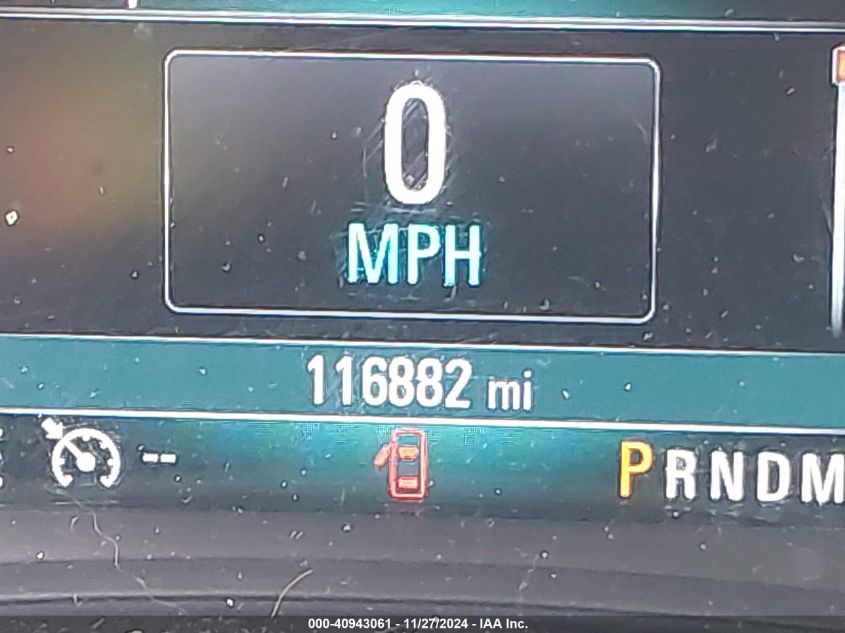 0
MPH
116882 mi
-- PRNDM
000-40943061 - 11/27/2024 - IAA Inc.